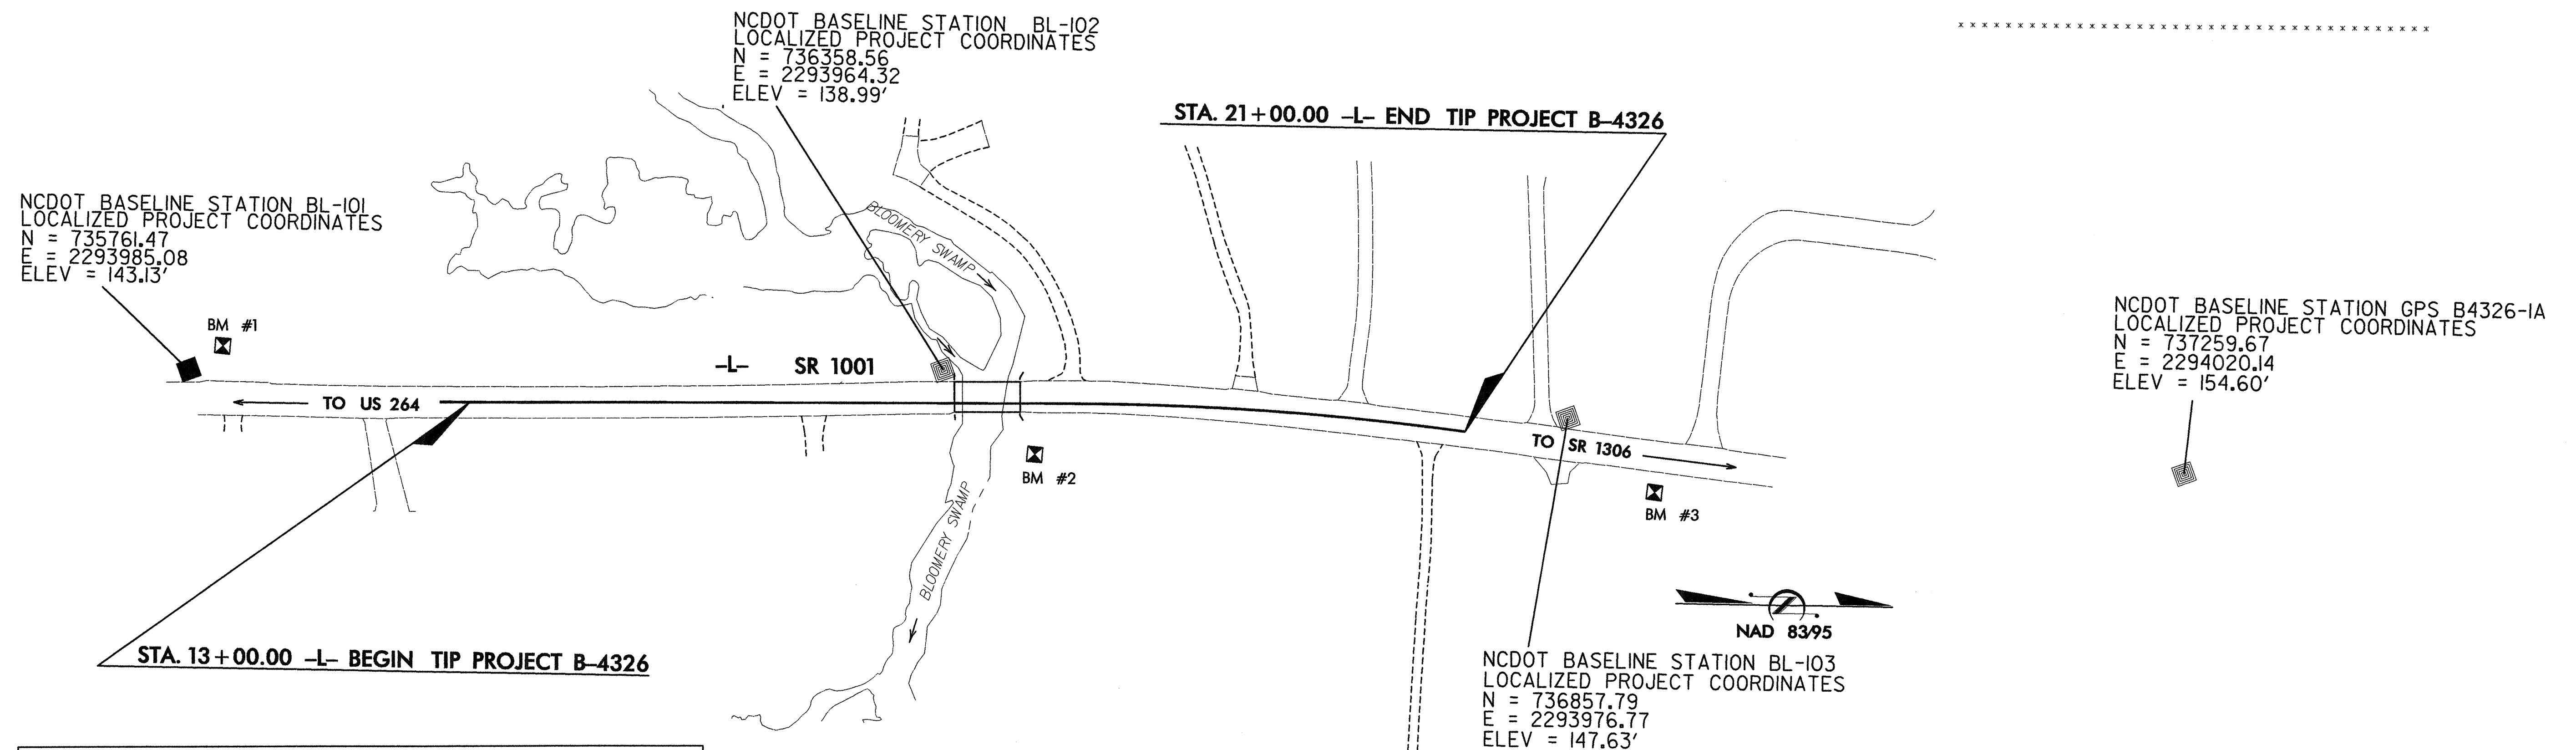 NCDOT BASELINE STATION BL-102
LOCALIZED PROJECT COORDINATES
N = 736358.56
E = 2293964.32
ELEV = 138.99'
x x x x x x x x x x x x x x x x x x x x x x x x x x x x x x x x x x x x x x x x
STA. 21+00.00 -L- END TIP PROJECT B-4326
NCDOT BASELINE STATION BL-101
LOCALIZED PROJECT COORDINATES
N = 735761.47
E = 2293985.08
ELEV = 143.13'
BLOOMERY SWAMP
NCDOT BASELINE STATION GPS B4326-1A
LOCALIZED PROJECT COORDINATES
N = 737259.67
E = 2294020.14
ELEV = 154.60'
BM #1
-L- SR 1001
TO US 264
TO SR 1306
BM #2
BM #3
BLOOMERY SWAMP
NAD 83/95
STA. 13+00.00 -L- BEGIN TIP PROJECT B-4326
NCDOT BASELINE STATION BL-103
LOCALIZED PROJECT COORDINATES
N = 736857.79
E = 2293976.77
ELEV = 147.63'